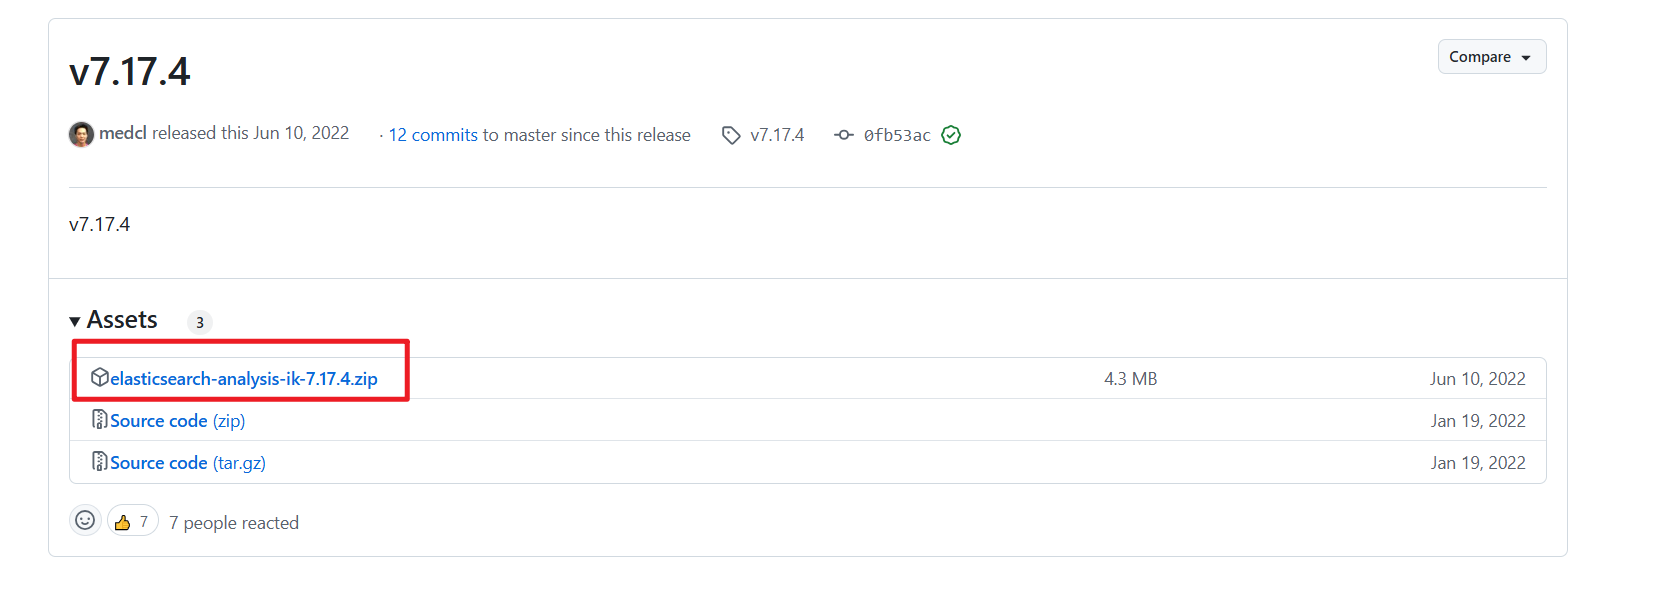 v7.17.4
Compare
medcl released this Jun 10, 2022 · 12 commits to master since this release v7.17.4 0fb53ac
v7.17.4
Assets 3
elasticsearch-analysis-ik-7.17.4.zip 4.3 MB Jun 10, 2022
Source code (zip) Jan 19, 2022
Source code (tar.gz) Jan 19, 2022
7 7 people reacted